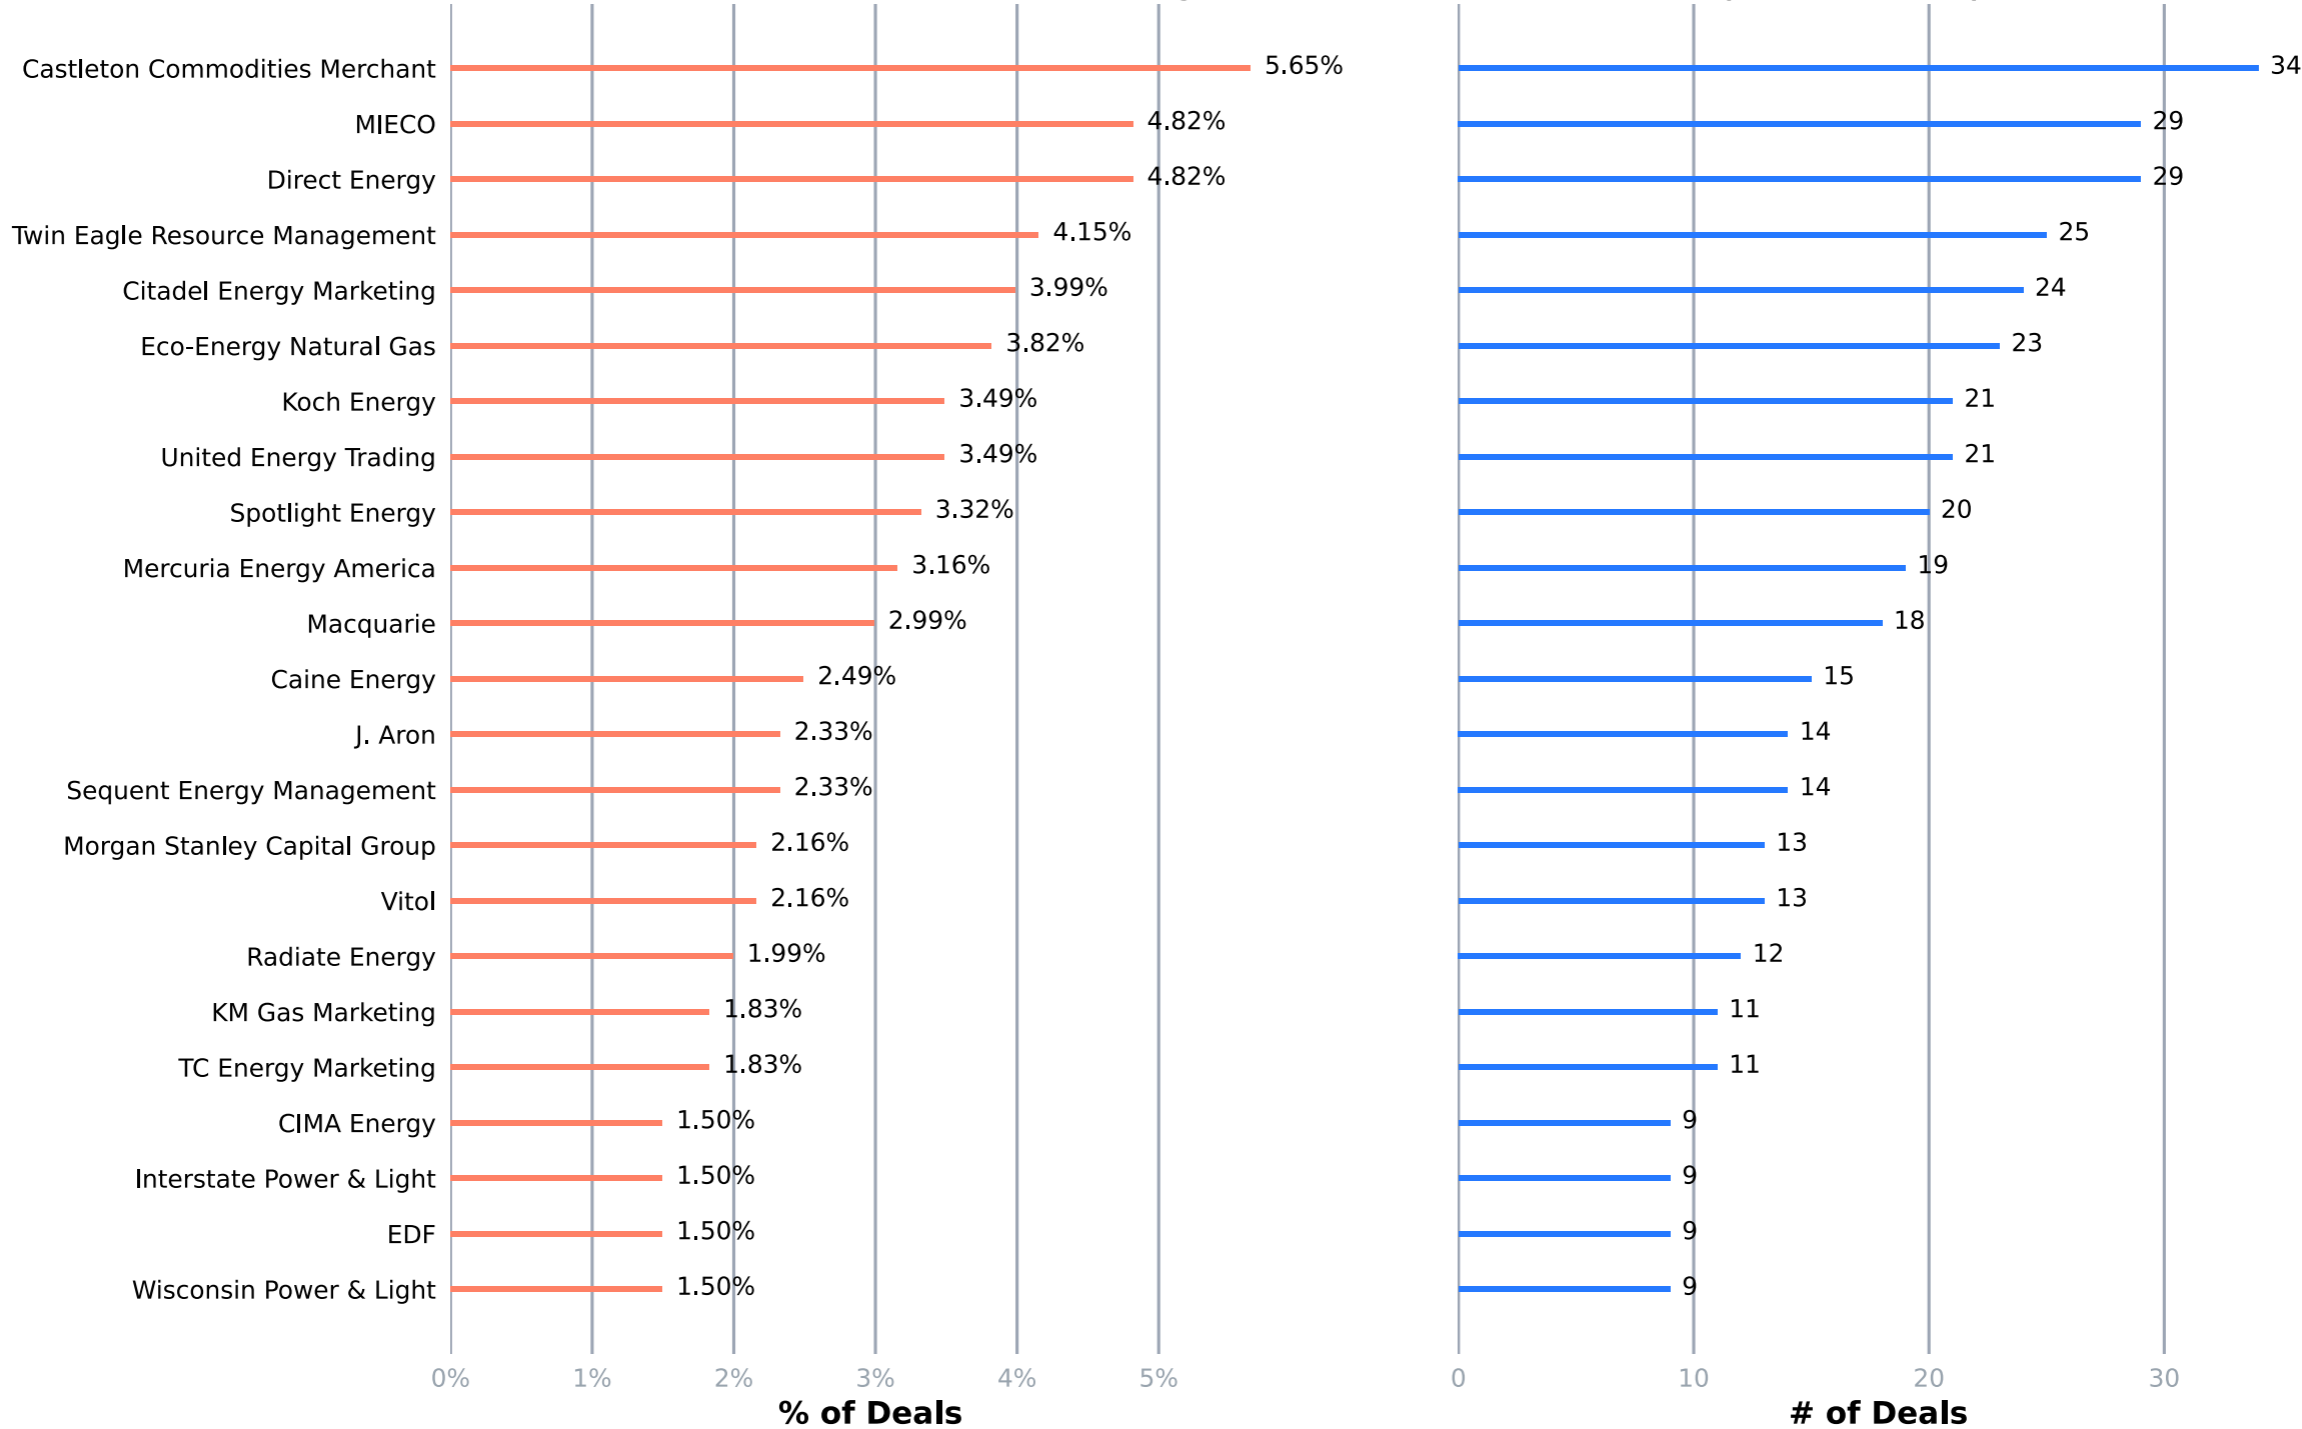 Castleton Commodities Merchant 5.65% 34
MIECO 4.82% 29
Direct Energy 4.82% 29
Twin Eagle Resource Management 4.15% 25
Citadel Energy Marketing 3.99% 24
Eco-Energy Natural Gas 3.82% 23
Koch Energy 3.49% 21
United Energy Trading 3.49% 21
Spotlight Energy 3.32% 20
Mercuria Energy America 3.16% 19
Macquarie 2.99% 18
Caine Energy 2.49% 15
J. Aron 2.33% 14
Sequent Energy Management 2.33% 14
Morgan Stanley Capital Group 2.16% 13
Vitol 2.16% 13
Radiate Energy 1.99% 12
KM Gas Marketing 1.83% 11
TC Energy Marketing 1.83% 11
CIMA Energy 1.50% 9
Interstate Power & Light 1.50% 9
EDF 1.50% 9
Wisconsin Power & Light 1.50% 9
0% 1% 2% 3% 4% 5% 0 10 20 30
% of Deals # of Deals